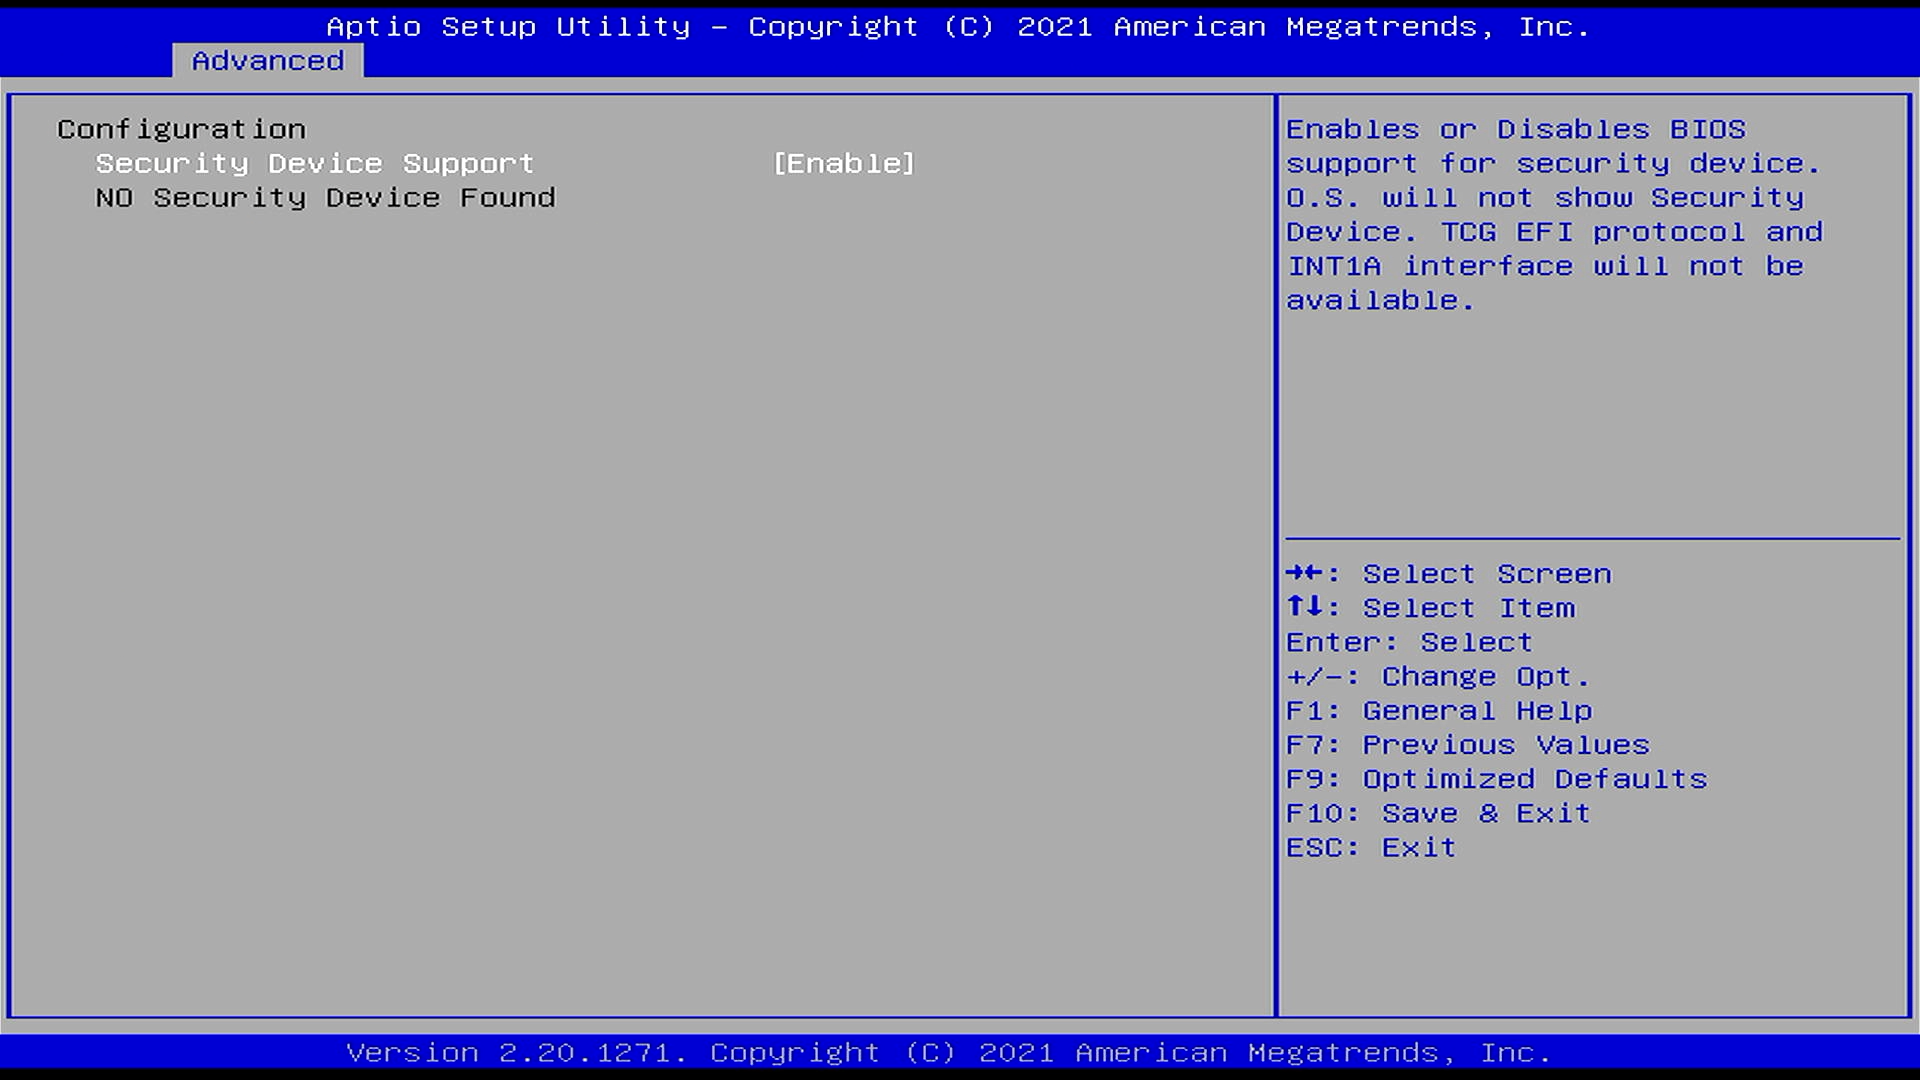 Aptio Setup Utility – Copyright (C) 2021 American Megatrends, Inc.
Advanced
Configuration
Security Device Support [Enable]
NO Security Device Found
Enables or Disables BIOS
support for security device.
O.S. will not show Security
Device. TCG EFI protocol and
INT1A interface will not be
available.
→←: Select Screen
↑↓: Select Item
Enter: Select
+/-: Change Opt.
F1: General Help
F7: Previous Values
F9: Optimized Defaults
F10: Save & Exit
ESC: Exit
Version 2.20.1271. Copyright (C) 2021 American Megatrends, Inc.